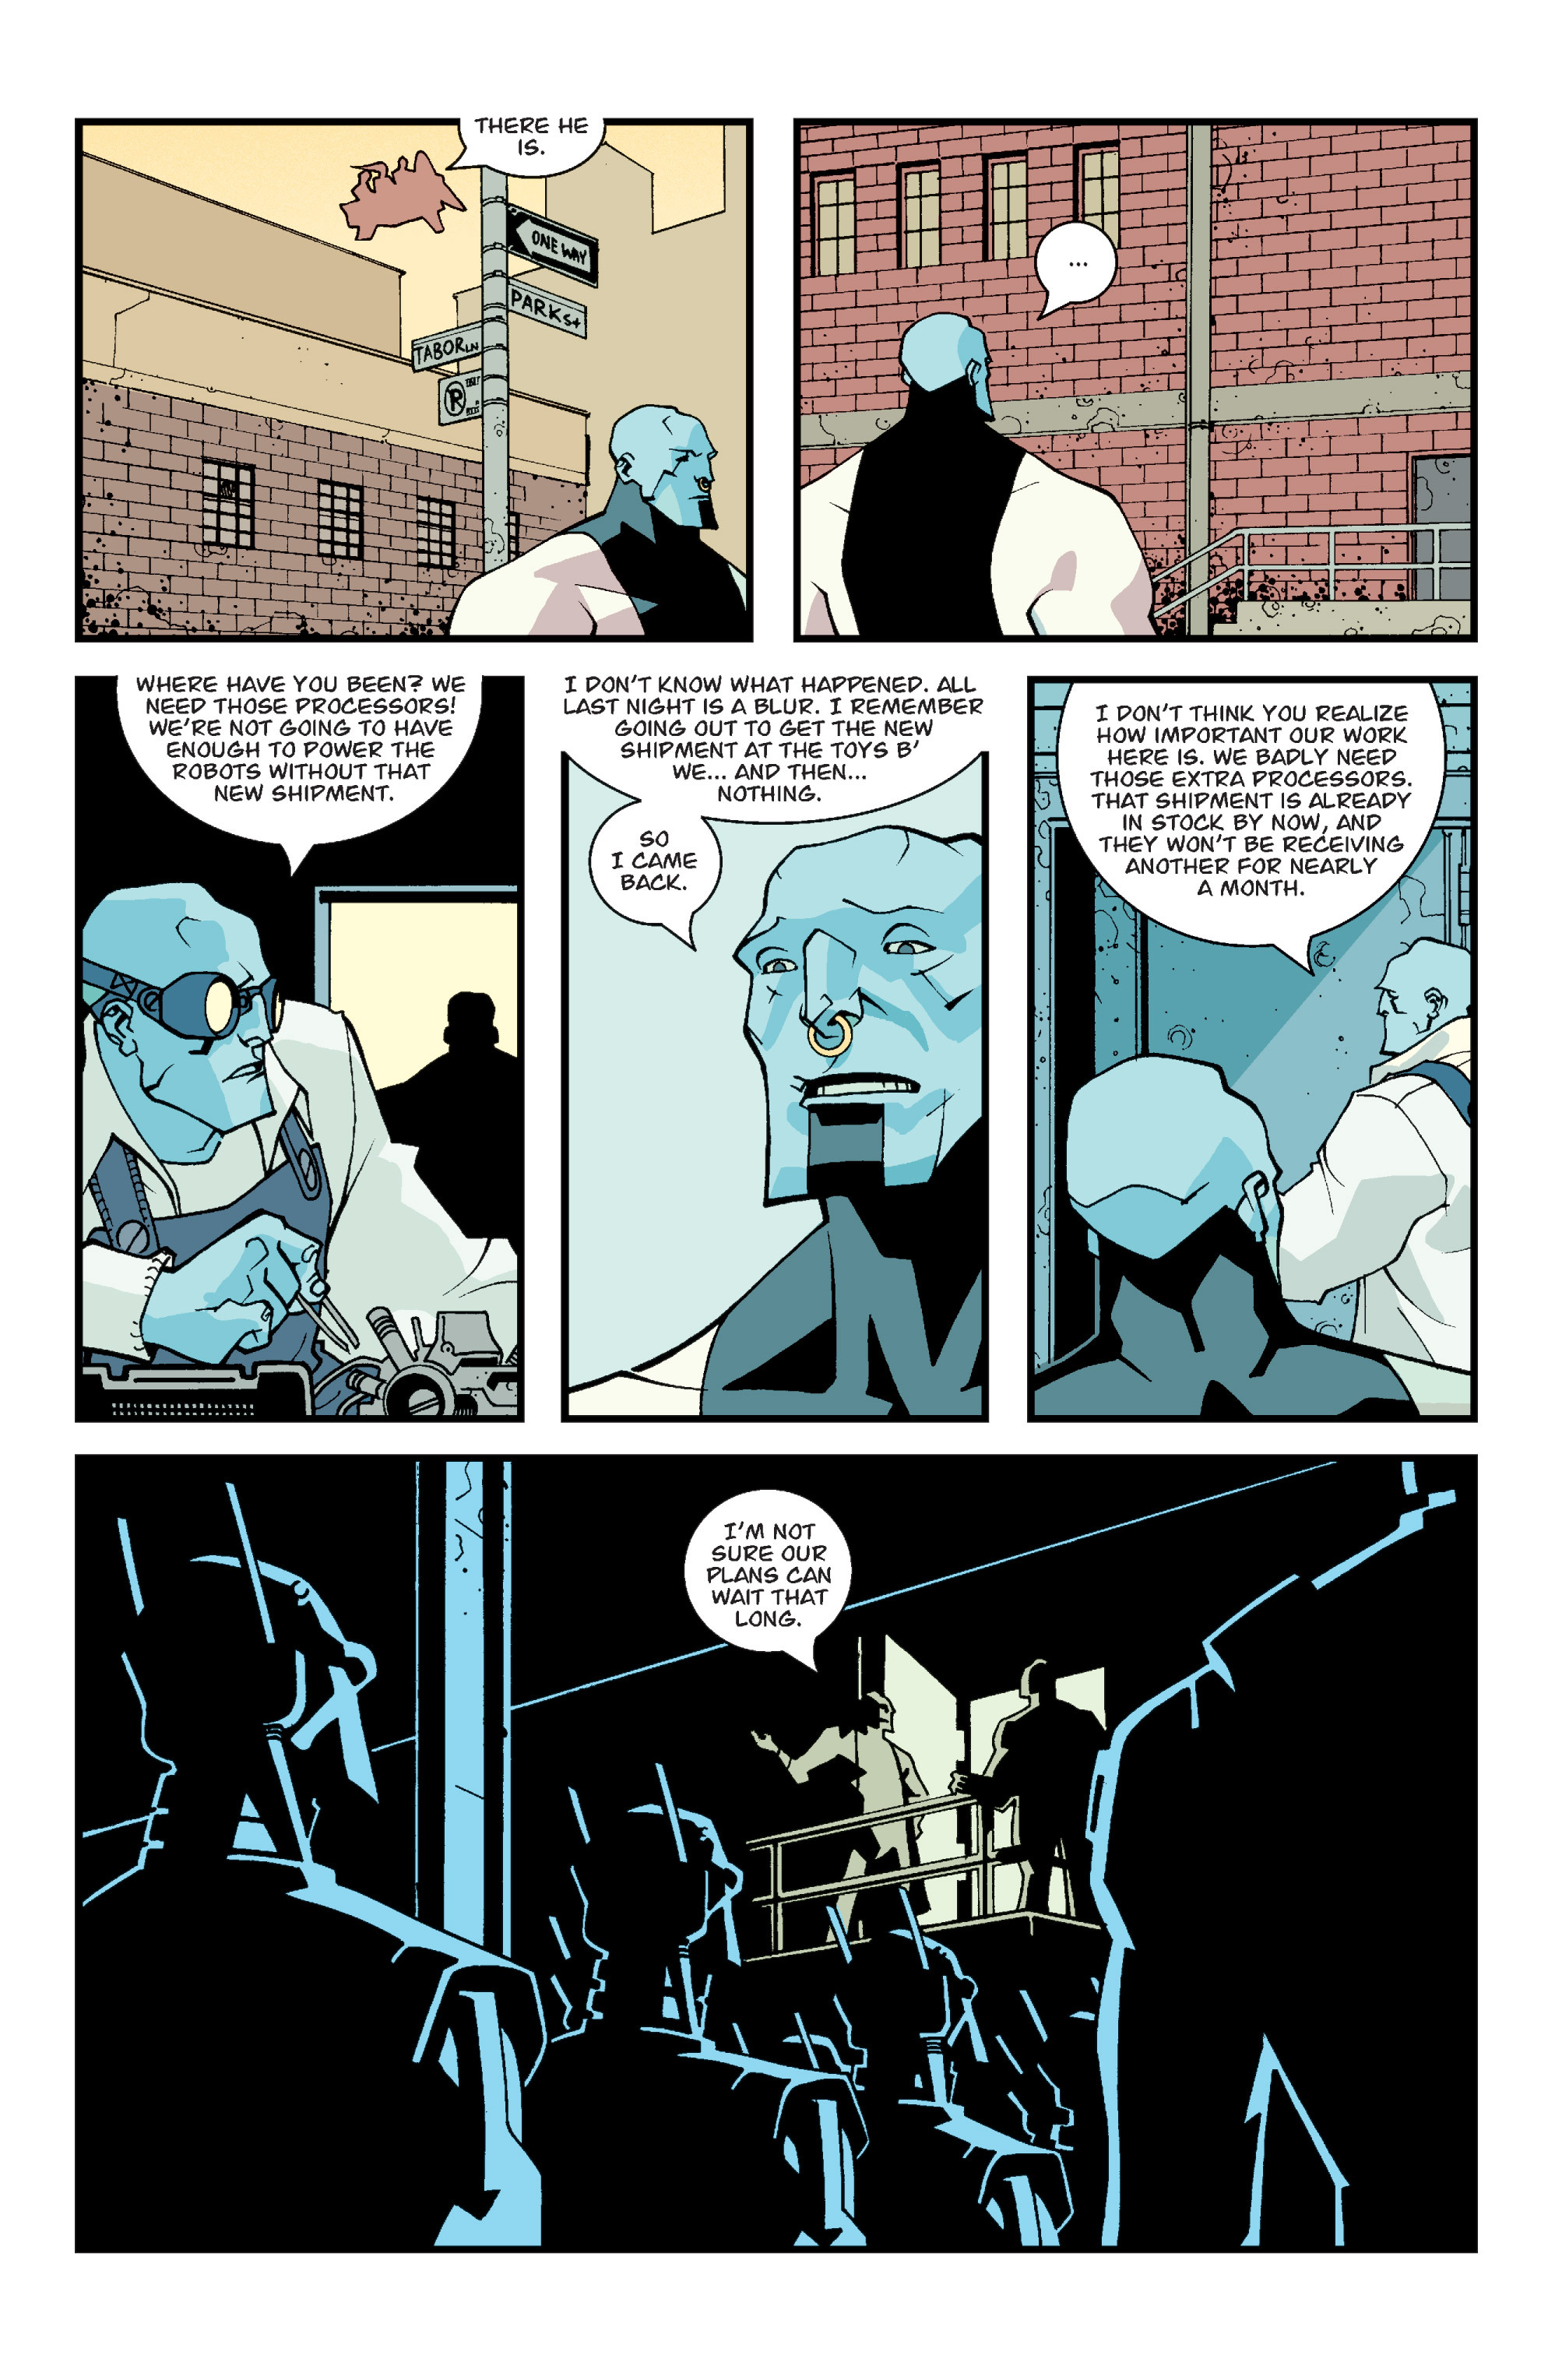 THERE HE
IS.
ONE WAY
PARK St
TABOR LN
R
...
WHERE HAVE YOU BEEN? WE
NEED THOSE PROCESSORS!
WE'RE NOT GOING TO HAVE
ENOUGH TO POWER THE
ROBOTS WITHOUT THAT
NEW SHIPMENT.
I DON'T KNOW WHAT HAPPENED. ALL
LAST NIGHT IS A BLUR. I REMEMBER
GOING OUT TO GET THE NEW
SHIPMENT AT THE TOYS B'
WE... AND THEN...
NOTHING.
SO
I CAME
BACK.
I DON'T THINK YOU REALIZE
HOW IMPORTANT OUR WORK
HERE IS. WE BADLY NEED
THOSE EXTRA PROCESSORS.
THAT SHIPMENT IS ALREADY
IN STOCK BY NOW, AND
THEY WON'T BE RECEIVING
ANOTHER FOR NEARLY
A MONTH.
I'M NOT
SURE OUR
PLANS CAN
WAIT THAT
LONG.